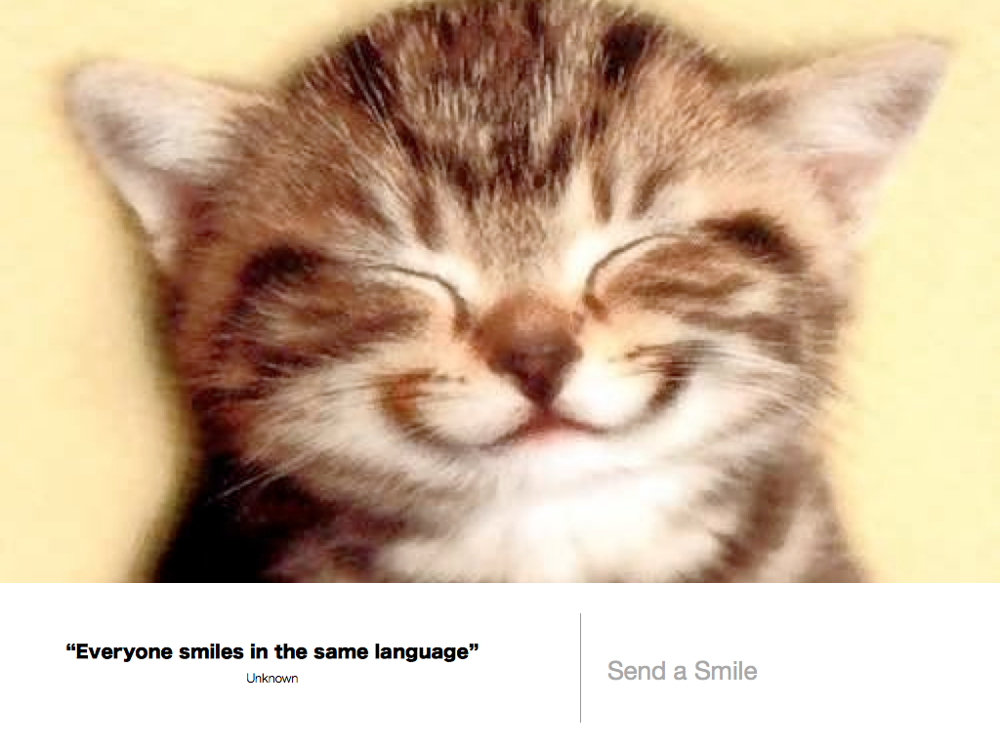 “Everyone smiles in the same language”
Unknown
Send a Smile